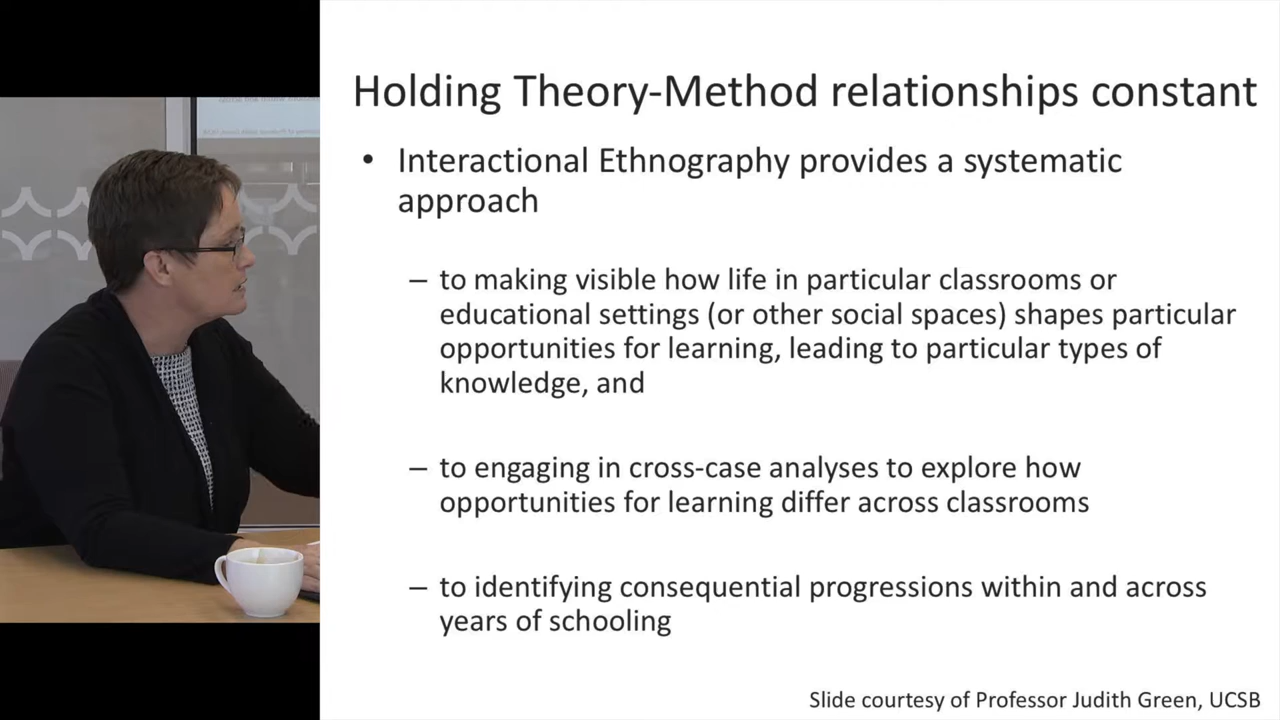 Holding Theory-Method relationships constant
• Interactional Ethnography provides a systematic
approach
– to making visible how life in particular classrooms or
educational settings (or other social spaces) shapes particular
opportunities for learning, leading to particular types of
knowledge, and
– to engaging in cross-case analyses to explore how
opportunities for learning differ across classrooms
– to identifying consequential progressions within and across
years of schooling
Slide courtesy of Professor Judith Green, UCSB